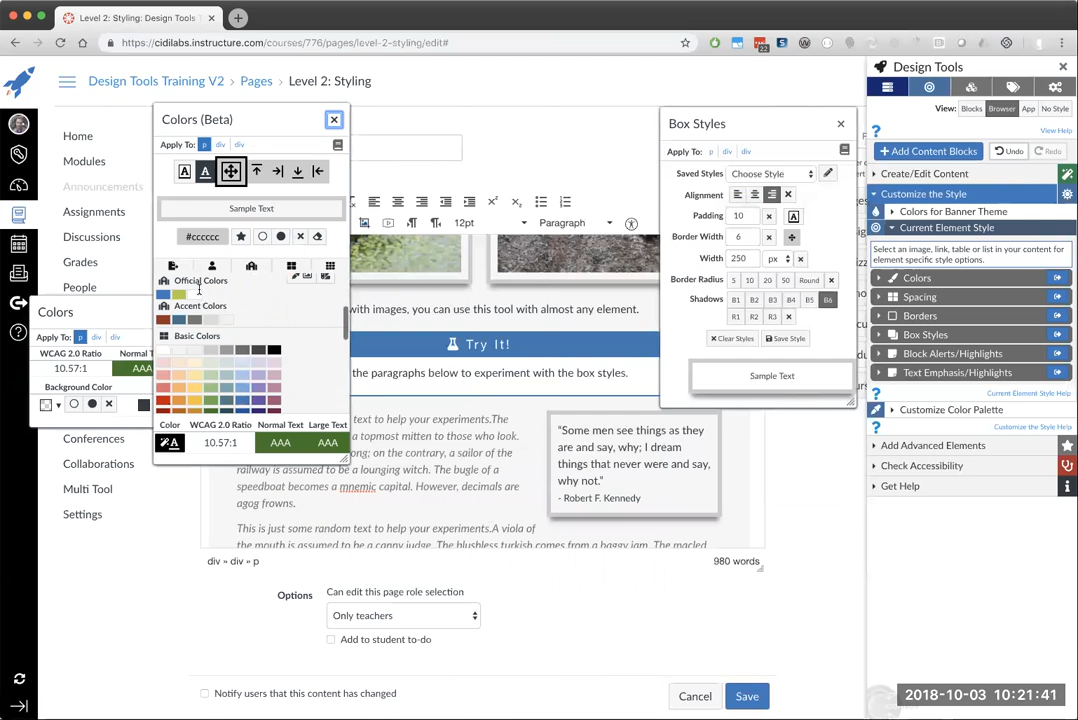 Level 2: Styling: Design Tools T
https://cidilabs.instructure.com/courses/776/pages/level-2-styling/edit#
22
Design Tools Training V2 > Pages > Level 2: Styling
Home
Modules
Announcements
Assignments
Discussions
Grades
People
Conferences
Collaborations
Multi Tool
Settings
Colors
Apply To: p div div
WCAG 2.0 Ratio Normal T
10.57:1 AAA
Background Color
Colors (Beta)
Apply To: p div div
Sample Text
#cccccc
Official Colors
Accent Colors
Basic Colors
Color WCAG 2.0 Ratio Normal Text Large Text
10.57:1 AAA AAA
12pt Paragraph
with images, you can use this tool with almost any element.
Try It!
the paragraphs below to experiment with the box styles.
text to help your experiments.The
a topmost mitten to those who look.
ong; on the contrary, a sailor of the
railway is assumed to be a lounging witch. The bugle of a
speedboat becomes a mnemic capital. However, decimals are
agog frowns.
This is just some random text to help your experiments.A viola of
the mouth is assumed to be a canny judge. The blushless turkish comes from a baggy jam. The macled
"Some men see things as they
are and say, why; I dream
things that never were and say,
why not."
- Robert F. Kennedy
div » div » p
980 words
Options
Can edit this page role selection
Only teachers
Add to student to-do
Notify users that this content has changed
Cancel
Save
Box Styles
Apply To: p div div
Saved Styles Choose Style
Alignment
Padding 10
Border Width 6
Width 250 px
Border Radius 5 10 20 50 Round
Shadows B1 B2 B3 B4 B5 B6
R1 R2 R3
Clear Styles Save Style
Sample Text
Design Tools
View: Blocks Browser App No Style
View Help
Add Content Blocks
Undo
Redo
Create/Edit Content
Customize the Style
Colors for Banner Theme
Current Element Style
Select an image, link, table or list in your content for
element specific style options.
Colors
Spacing
Borders
Box Styles
Block Alerts/Highlights
Text Emphasis/Highlights
Current Element Style Help
Customize Color Palette
Customize the Style Help
Add Advanced Elements
Check Accessibility
Get Help
2018-10-03 10:21:41